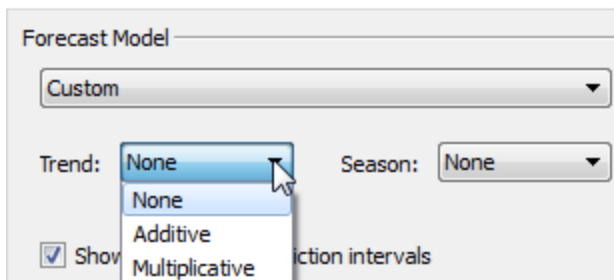 Forecast Model
Custom
Trend: None Season: None
None
Additive
Show iction intervals
Multiplicative